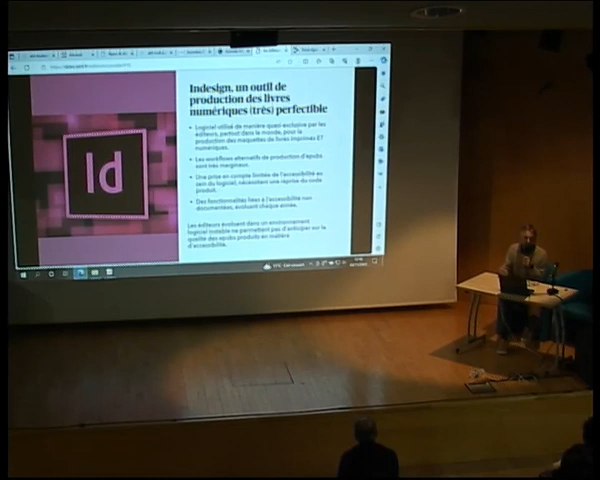 Indesign, un outil de
production des livres
numériques (très) perfectible
Logiciel utilisé de manière quasi-exclusive par les
éditeurs, partout dans le monde, pour la
production des maquettes de livres imprimés ET
numériques.
Les workflows alternatifs de production d'epubs
sont très marginaux.
Une prise en compte limitée de l'accessibilité au
sein du logiciel, nécessitant une reprise du code
produit.
Des fonctionnalités liées à l'accessibilité non
documentées, évoluant chaque année.
Les éditeurs évoluent dans un environnement
logiciel instable ne permettant pas d'anticiper sur la
qualité des epubs produits en matière
d'accessibilité.
Id